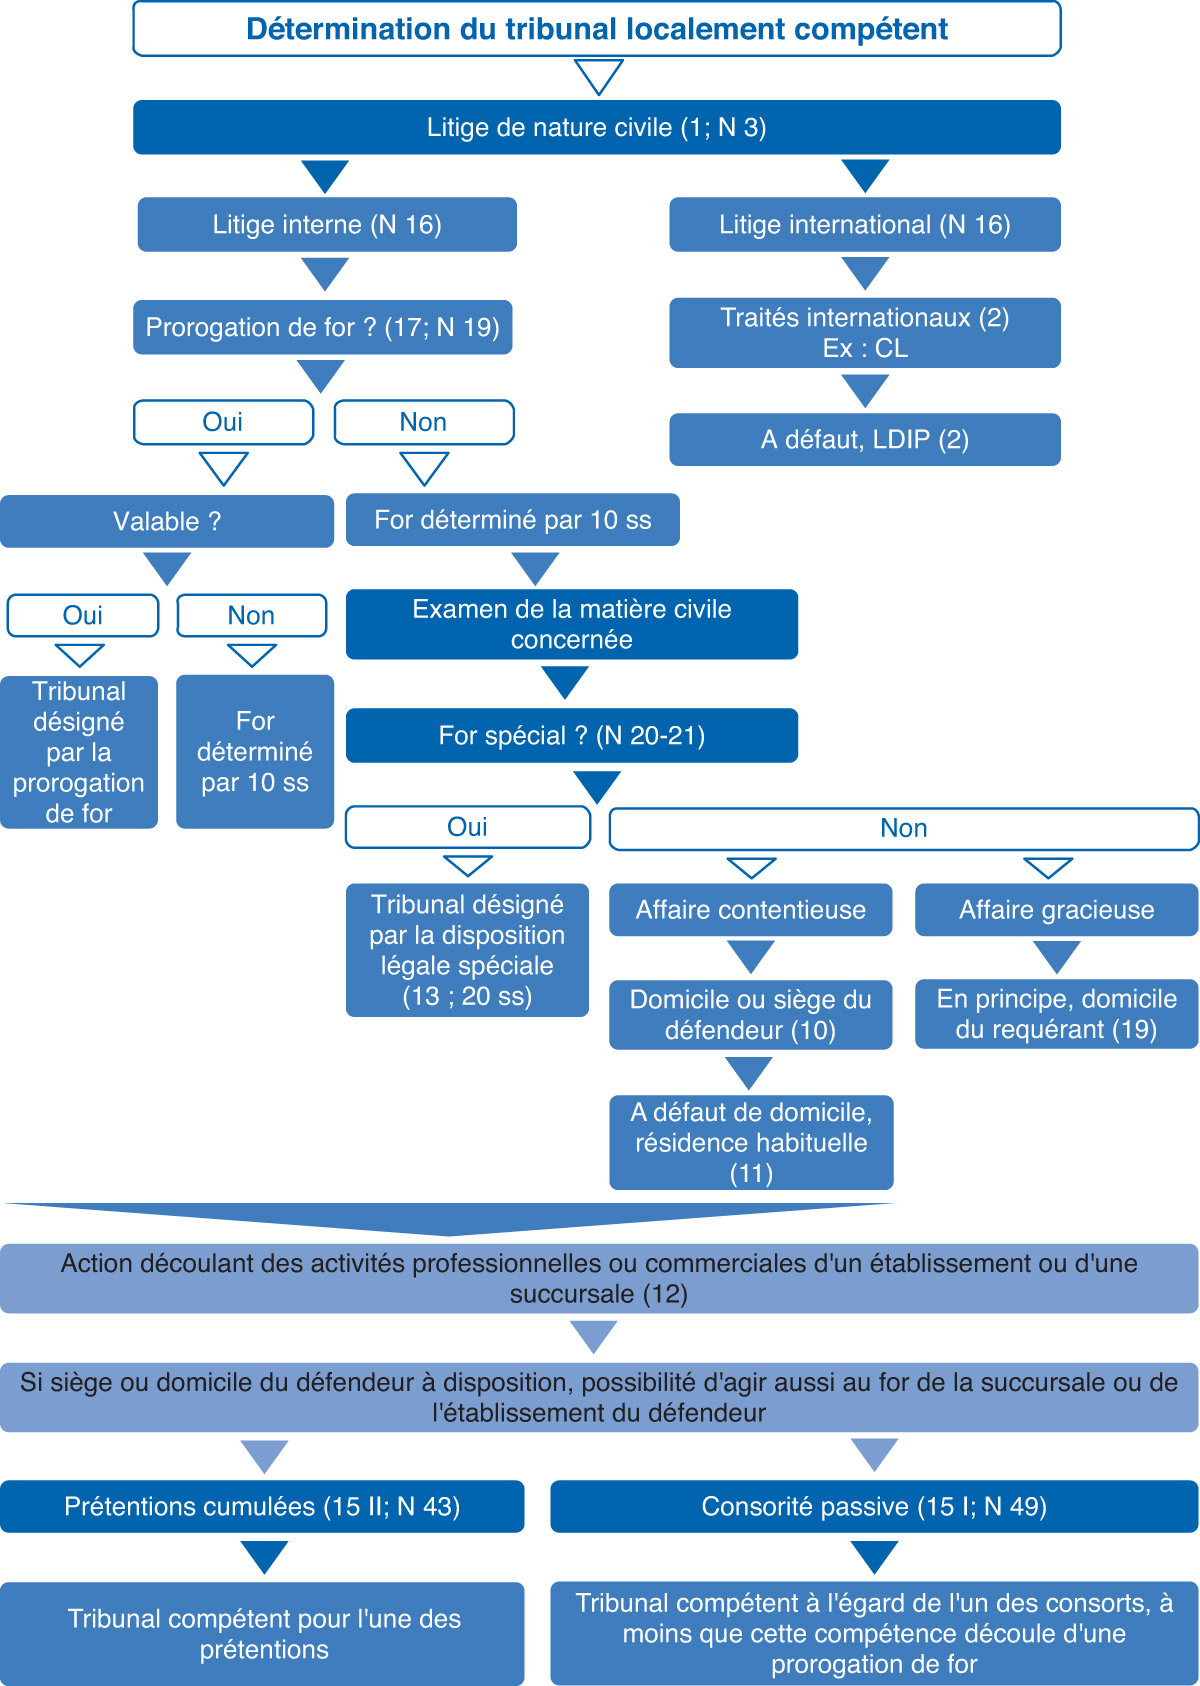 Détermination du tribunal localement compétent
Litige de nature civile (1; N 3)
Litige interne (N 16)
Litige international (N 16)
Prorogation de for ? (17; N 19)
Traités internationaux (2)
Ex : CL
Oui
Non
A défaut, LDIP (2)
Valable ?
For déterminé par 10 ss
Oui
Non
Examen de la matière civile
concernée
Tribunal
désigné
par la
prorogation
de for
For
déterminé
par 10 ss
For spécial ? (N 20-21)
Oui
Non
Tribunal désigné
par la disposition
légale spéciale
(13 ; 20 ss)
Affaire contentieuse
Affaire gracieuse
Domicile ou siège du
défendeur (10)
En principe, domicile
du requérant (19)
A défaut de domicile,
résidence habituelle
(11)
Action découlant des activités professionnelles ou commerciales d'un établissement ou d'une
succursale (12)
Si siège ou domicile du défendeur à disposition, possibilité d'agir aussi au for de la succursale ou de
l'établissement du défendeur
Prétentions cumulées (15 II; N 43)
Consorité passive (15 I; N 49)
Tribunal compétent pour l'une des
prétentions
Tribunal compétent à l'égard de l'un des consorts, à
moins que cette compétence découle d'une
prorogation de for